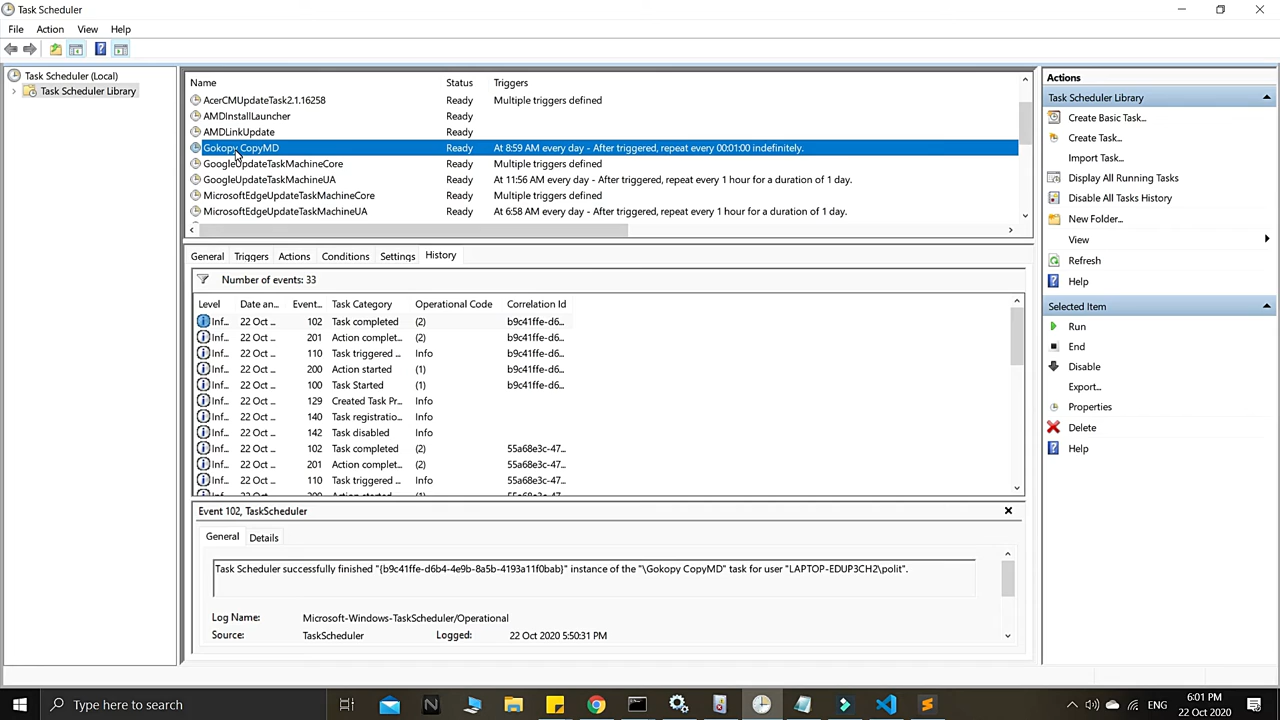 Task Scheduler
File Action View Help
Task Scheduler (Local)
Task Scheduler Library
Name Status Triggers
AcerCMUpdateTask2.1.16258 Ready Multiple triggers defined
AMDInstallLauncher Ready
AMDLinkUpdate Ready
Gokopy CopyMD Ready At 8:59 AM every day - After triggered, repeat every 00:01:00 indefinitely.
GoogleUpdateTaskMachineCore Ready Multiple triggers defined
GoogleUpdateTaskMachineUA Ready At 11:56 AM every day - After triggered, repeat every 1 hour for a duration of 1 day.
MicrosoftEdgeUpdateTaskMachineCore Ready Multiple triggers defined
MicrosoftEdgeUpdateTaskMachineUA Ready At 6:58 AM every day - After triggered, repeat every 1 hour for a duration of 1 day.
General Triggers Actions Conditions Settings History
Number of events: 33
Level Date an... Event... Task Category Operational Code Correlation Id
Inf... 22 Oct ... 102 Task completed (2) b9c41ffe-d6...
Inf... 22 Oct ... 201 Action complet... (2) b9c41ffe-d6...
Inf... 22 Oct ... 110 Task triggered ... Info b9c41ffe-d6...
Inf... 22 Oct ... 200 Action started (1) b9c41ffe-d6...
Inf... 22 Oct ... 100 Task Started (1) b9c41ffe-d6...
Inf... 22 Oct ... 129 Created Task Pr... Info
Inf... 22 Oct ... 140 Task registratio... Info
Inf... 22 Oct ... 142 Task disabled Info
Inf... 22 Oct ... 102 Task completed (2) 55a68e3c-47...
Inf... 22 Oct ... 201 Action complet... (2) 55a68e3c-47...
Inf... 22 Oct ... 110 Task triggered ... Info 55a68e3c-47...
Inf... 22 Oct ... 200 Action started (1) 55a68e3c-47...
Event 102, TaskScheduler
General Details
Task Scheduler successfully finished "{b9c41ffe-d6b4-4e9b-8a5b-4193a11f0bab}" instance of the "\Gokopy CopyMD" task for user "LAPTOP-EDUP3CH2\polit".
Log Name: Microsoft-Windows-TaskScheduler/Operational
Source: TaskScheduler Logged: 22 Oct 2020 5:50:31 PM
Actions
Task Scheduler Library
Create Basic Task...
Create Task...
Import Task...
Display All Running Tasks
Disable All Tasks History
New Folder...
View
Refresh
Help
Selected Item
Run
End
Disable
Export...
Properties
Delete
Help
Type here to search
ENG
6:01 PM
22 Oct 2020